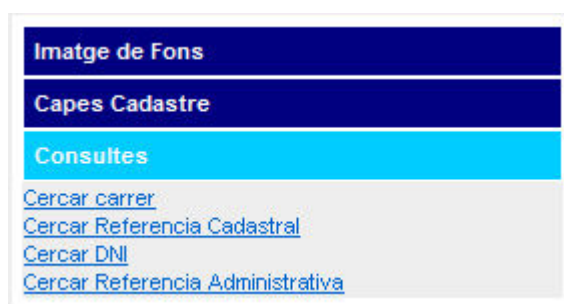 Imatge de Fons
Capes Cadastre
Consultes
Cercar carrer
Cercar Referencia Cadastral
Cercar DNI
Cercar Referencia Administrativa